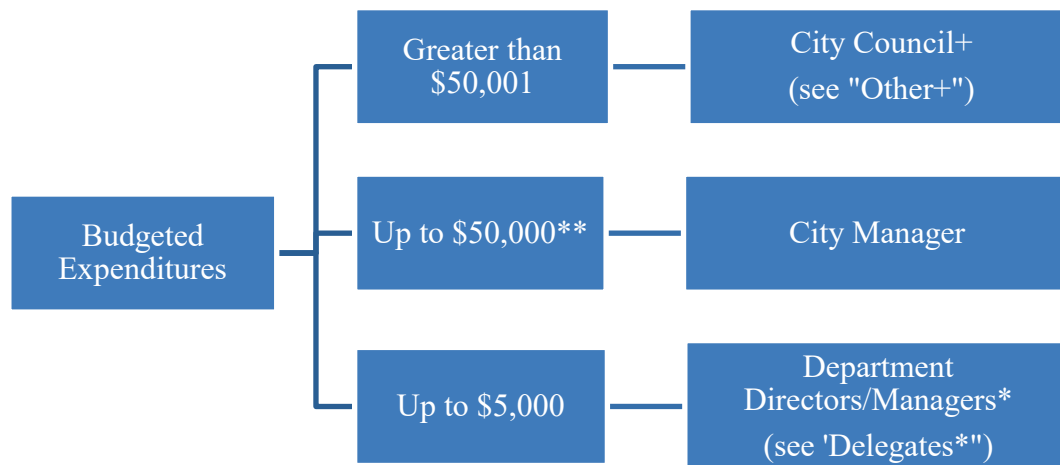 Greater than
$50,001
City Council+
(see "Other+")
Budgeted
Expenditures
Up to $50,000**
City Manager
Up to $5,000
Department
Directors/Managers*
(see 'Delegates*")